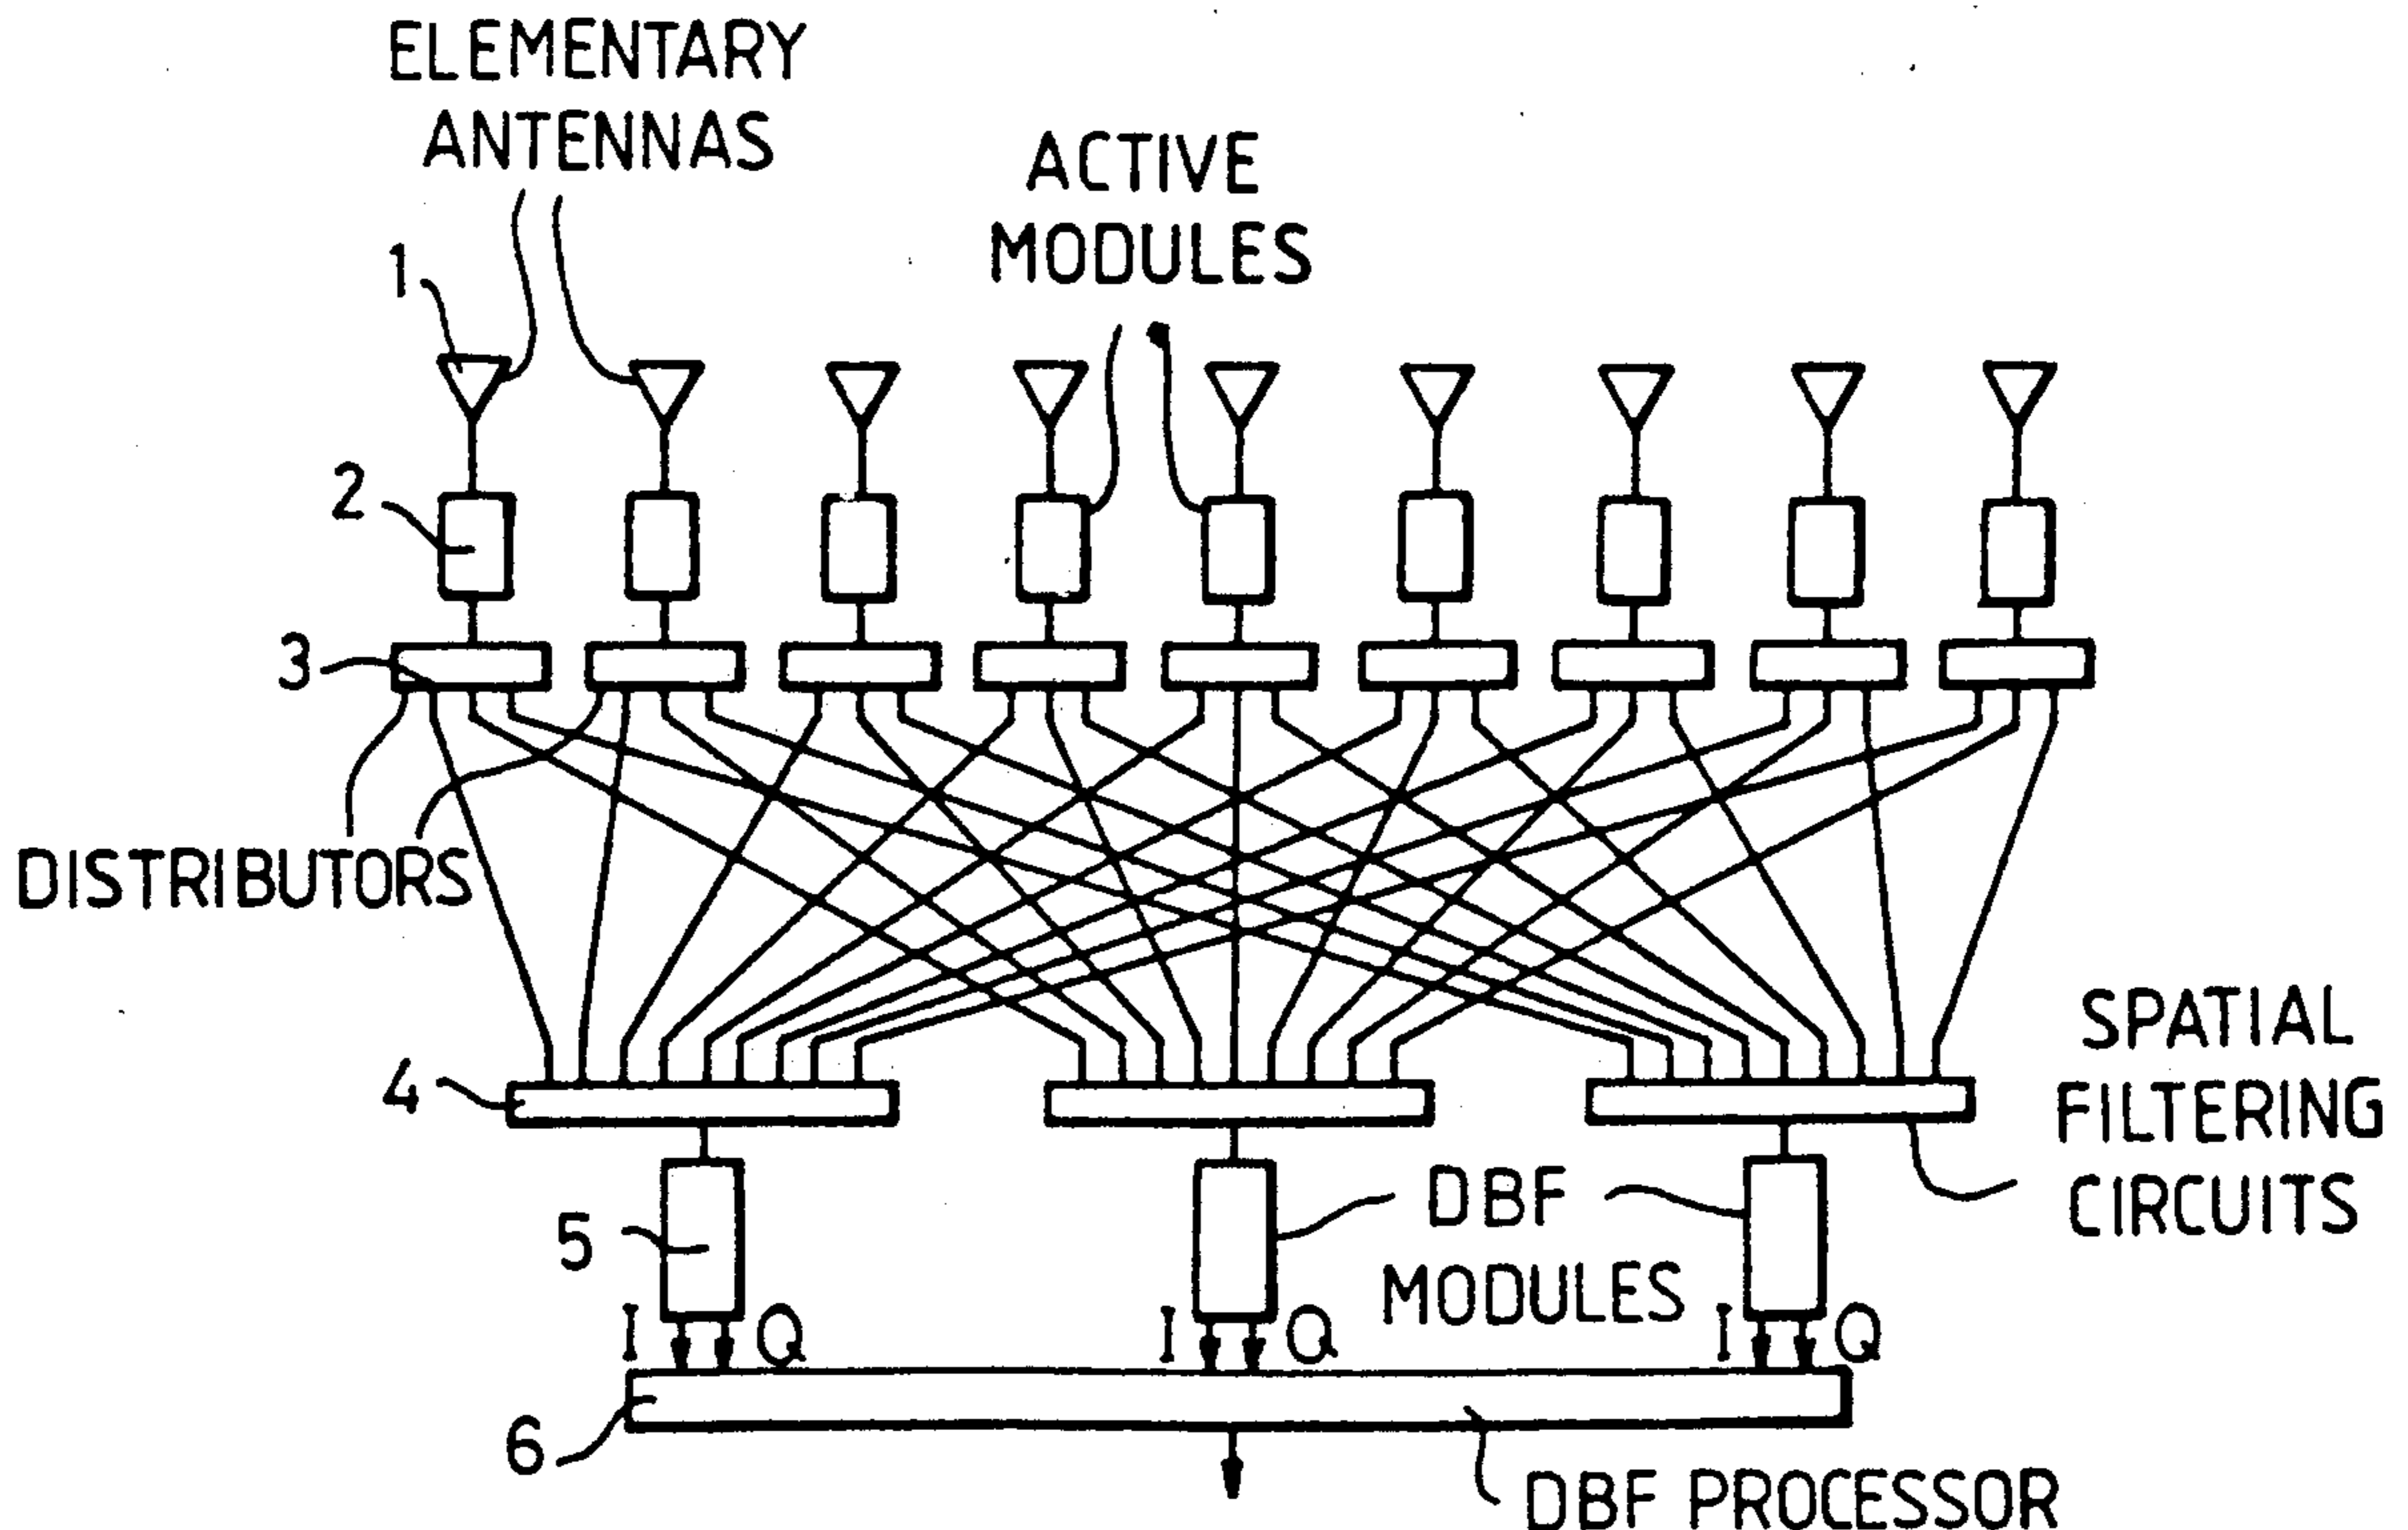 ELEMENTARY
ANTENNAS
ACTIVE
MODULES
1
2
3
DISTRIBUTORS
4
SPATIAL
FILTERING
CIRCUITS
DBF
MODULES
5
I Q I Q I Q
6
DBF PROCESSOR